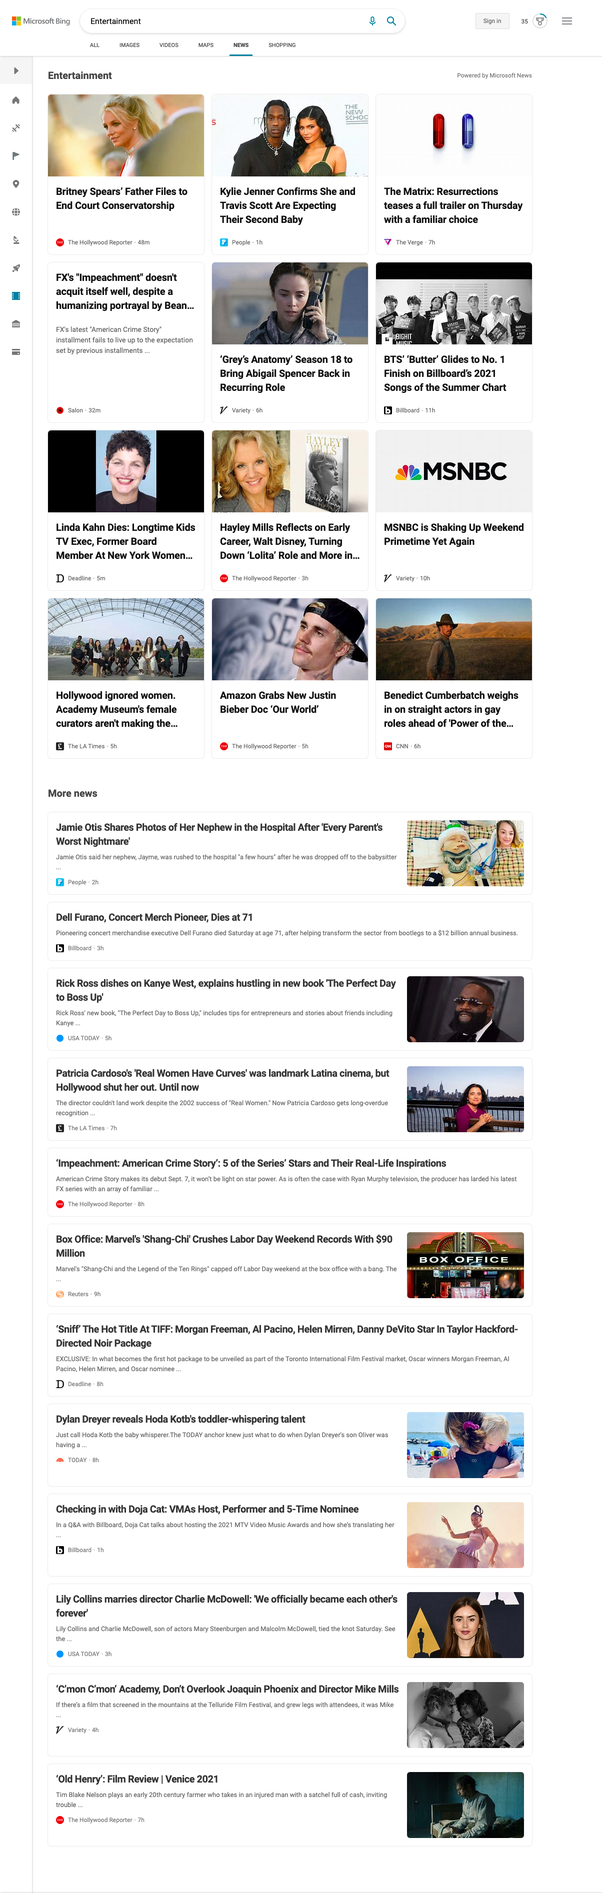 Microsoft Bing
Entertainment
Sign in
35
ALL IMAGES VIDEOS MAPS NEWS SHOPPING
Entertainment
Powered by Microsoft News
Britney Spears' Father Files to
End Court Conservatorship
The Hollywood Reporter · 48m
S
THE
NEW
SCHOO
Kylie Jenner Confirms She and
Travis Scott Are Expecting
Their Second Baby
People · 1h
The Matrix: Resurrections
teases a full trailer on Thursday
with a familiar choice
The Verge · 7h
FX's "Impeachment" doesn't
acquit itself well, despite a
humanizing portrayal by Bean...
FX's latest "American Crime Story"
installment fails to live up to the expectation
set by previous installments ...
Salon · 32m
'Grey's Anatomy' Season 18 to
Bring Abigail Spencer Back in
Recurring Role
Variety · 6h
BTS' 'Butter' Glides to No. 1
Finish on Billboard's 2021
Songs of the Summer Chart
Billboard · 11h
Linda Kahn Dies: Longtime Kids
TV Exec, Former Board
Member At New York Women...
Deadline · 5m
HAYLEY
MILLS
Hayley Mills Reflects on Early
Career, Walt Disney, Turning
Down 'Lolita' Role and More in...
The Hollywood Reporter · 3h
MSNBC
MSNBC is Shaking Up Weekend
Primetime Yet Again
Variety · 10h
Hollywood ignored women.
Academy Museum's female
curators aren't making the...
The LA Times · 5h
SE
Amazon Grabs New Justin
Bieber Doc 'Our World'
The Hollywood Reporter · 5h
Benedict Cumberbatch weighs
in on straight actors in gay
roles ahead of 'Power of the...
CNN · 6h
More news
Jamie Otis Shares Photos of Her Nephew in the Hospital After 'Every Parent's
Worst Nightmare'
Jamie Otis said her nephew, Jayme, was rushed to the hospital "a few hours" after he was dropped off to the babysitter
...
People · 2h
Dell Furano, Concert Merch Pioneer, Dies at 71
Pioneering concert merchandise executive Dell Furano died Saturday at age 71, after helping transform the sector from bootlegs to a $12 billion annual business.
Billboard · 3h
Rick Ross dishes on Kanye West, explains hustling in new book 'The Perfect Day
to Boss Up'
Rick Ross' new book, "The Perfect Day to Boss Up," includes tips for entrepreneurs and stories about friends including
Kanye ...
USA TODAY · 5h
Patricia Cardoso's 'Real Women Have Curves' was landmark Latina cinema, but
Hollywood shut her out. Until now
The director couldn't land work despite the 2002 success of "Real Women." Now Patricia Cardoso gets long-overdue
recognition ...
The LA Times · 7h
'Impeachment: American Crime Story': 5 of the Series' Stars and Their Real-Life Inspirations
American Crime Story makes its debut Sept. 7, it won't be light on star power. As is often the case with Ryan Murphy television, the producer has larded his latest
FX series with an array of familiar ...
The Hollywood Reporter · 8h
Box Office: Marvel's 'Shang-Chi' Crushes Labor Day Weekend Records With $90
Million
Marvel's "Shang-Chi and the Legend of the Ten Rings" capped off Labor Day weekend at the box office with a bang. The
...
Reuters · 9h
BOX OFFICE
'Sniff' The Hot Title At TIFF: Morgan Freeman, Al Pacino, Helen Mirren, Danny DeVito Star In Taylor Hackford-
Directed Noir Package
EXCLUSIVE: In what becomes the first hot package to be unveiled as part of the Toronto International Film Festival market, Oscar winners Morgan Freeman, Al
Pacino, Helen Mirren, and Oscar nominee ...
Deadline · 8h
Dylan Dreyer reveals Hoda Kotb's toddler-whispering talent
Just call Hoda Kotb the baby whisperer.The TODAY anchor knew just what to do when Dylan Dreyer's son Oliver was
having a ...
TODAY · 8h
Checking in with Doja Cat: VMAs Host, Performer and 5-Time Nominee
In a Q&A with Billboard, Doja Cat talks about hosting the 2021 MTV Video Music Awards and how she's translating her
...
Billboard · 1h
Lily Collins marries director Charlie McDowell: 'We officially became each other's
forever'
Lily Collins and Charlie McDowell, son of actors Mary Steenburgen and Malcolm McDowell, tied the knot Saturday. See
the ...
USA TODAY · 3h
'C'mon C'mon' Academy, Don't Overlook Joaquin Phoenix and Director Mike Mills
If there's a film that screened in the mountains at the Telluride Film Festival, and grew legs with attendees, it was Mike
...
Variety · 4h
'Old Henry': Film Review | Venice 2021
Tim Blake Nelson plays an early 20th century farmer who takes in an injured man with a satchel full of cash, inviting
trouble ...
The Hollywood Reporter · 7h